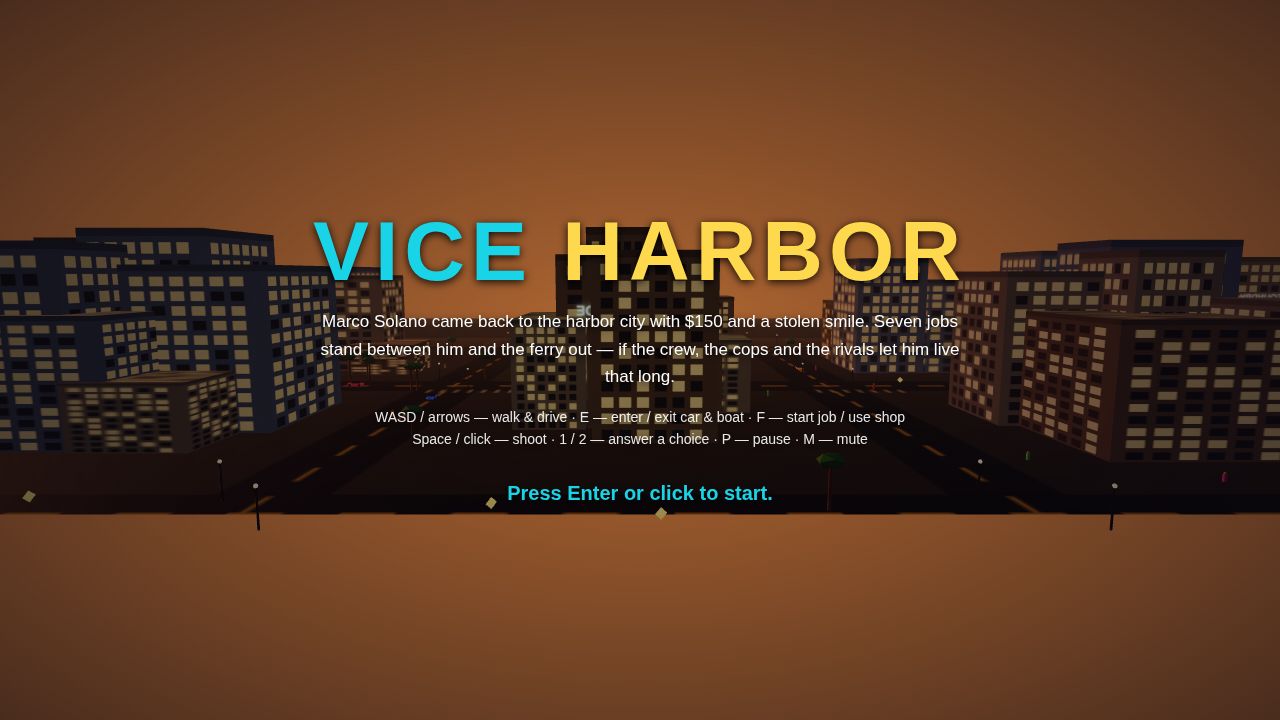 VICE HARBOR
Marco Solano came back to the harbor city with $150 and a stolen smile. Seven jobs
stand between him and the ferry out — if the crew, the cops and the rivals let him live
that long.
WASD / arrows — walk & drive · E — enter / exit car & boat · F — start job / use shop
Space / click — shoot · 1 / 2 — answer a choice · P — pause · M — mute
Press Enter or click to start.